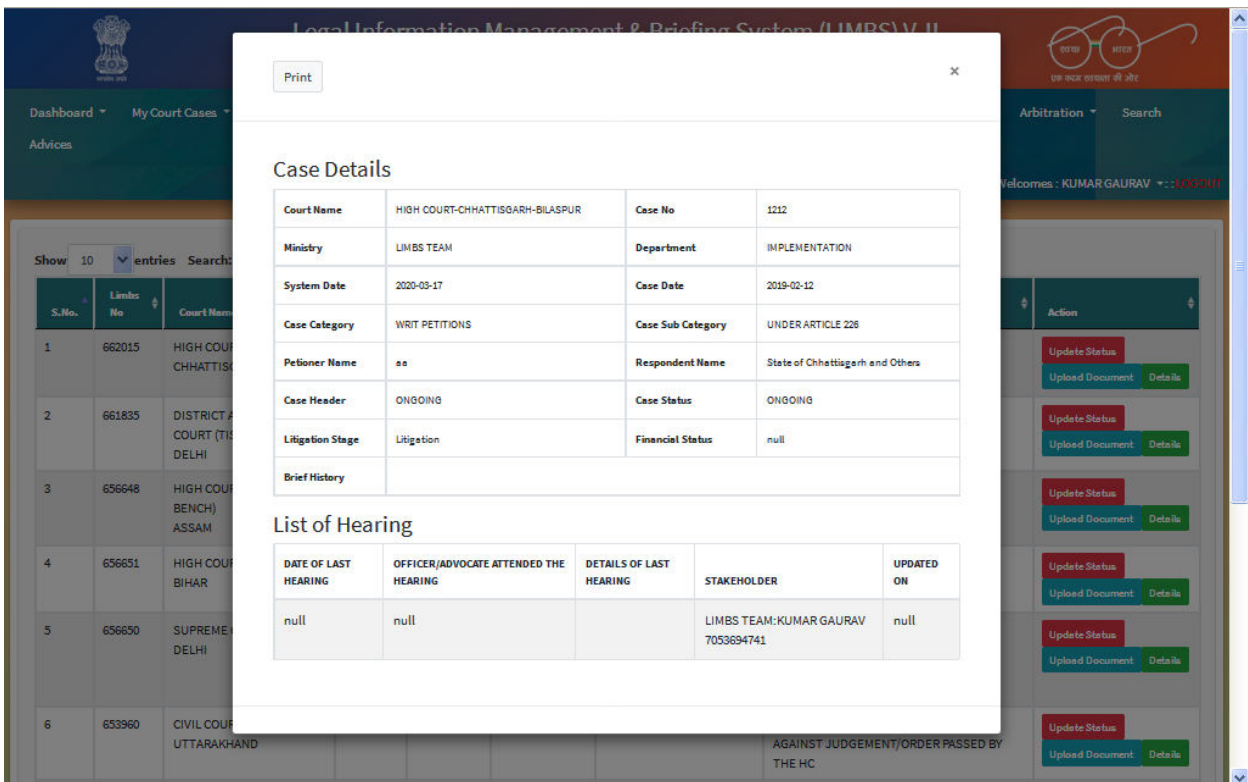 Legal Information Management & Briefing System (LIMBS) V-II
Print
×
Dashboard
My Court Cases
Arbitration
Search
Advices
Welcomes : KUMAR GAURAV
Case Details
Court Name HIGH COURT-CHHATTISGARH-BILASPUR Case No 1212
Ministry LIMBS TEAM Department IMPLEMENTATION
System Date 2020-03-17 Case Date 2019-02-12
Case Category WRIT PETITIONS Case Sub Category UNDER ARTICLE 226
Petioner Name aa Respondent Name State of Chhattisgarh and Others
Case Header ONGOING Case Status ONGOING
Litigation Stage Litigation Financial Status null
Brief History
List of Hearing
DATE OF LAST HEARING OFFICER/ADVOCATE ATTENDED THE HEARING DETAILS OF LAST HEARING STAKEHOLDER UPDATED ON
null null LIMBS TEAM:KUMAR GAURAV 7053694741 null
Show 10 entries Search:
S.No. Limbs No Court Action
1 662015 HIGH
Update Status
Upload Document Details
2 661835 DISTRICT
COURT
DELHI
Update Status
Upload Document Details
3 656648 HIGH
BENCH)
ASSAM
Update Status
Upload Document Details
4 656651 HIGH
BIHAR
Update Status
Upload Document Details
5 656650 SUPREME
DELHI
Update Status
Upload Document Details
6 653960 CIVIL
UTTARAKHAND
AGAINST JUDGEMENT/ORDER PASSED BY
THE HC
Update Status
Upload Document Details